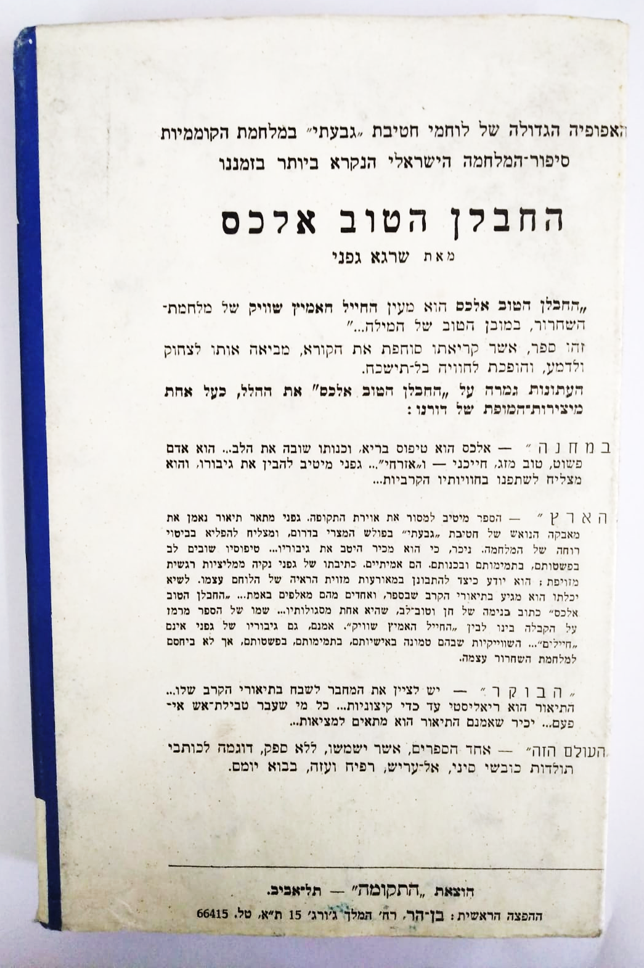 האפופיה הגדולה של לוחמי חטיבת „גבעתי" במלחמת הקוממיות
סיפור־המלחמה הישראלי הנקרא ביותר בזמננו
החבלן הטוב אלכס
מאת שרגא גפני
„החבלן הטוב אלכס הוא מעין החייל האמיץ שוויק של מלחמת־
השחרור, במובן הטוב של המילה..."
זהו ספר, אשר קריאתו סוחפת את הקורא, מביאה אותו לצחוק
ולדמע, והופכת לחוויה בל־תישכח.
העתונות גמרה על „החבלן הטוב אלכס" את ההלל, כעל אחת
מיצירות־המופת של דורנו:
במחנה" — אלכס הוא טיפוס בריא, וכנותו שובה את הלב... הוא אדם
פשוט, טוב מזג, חייכני — ו„אזרחי"... גפני מיטיב להבין את גיבורו, והוא
מצליח לשתפנו בחוויותיו הקרביות...
הארץ" — הספר מיטיב למסור את אוירת התקופה. גפני מתאר תיאור נאמן את
מאבקה הנואש של חטיבת „גבעתי" בפולש המצרי בדרום, ומצליח להפליא בביטוי
רוחה של המלחמה. ניכר, כי הוא מכיר היטב את גיבוריו... טיפוסיו שובים לב
בפשטותם, בתמימותם ובכנותם. הם אמיתיים. כתיבתו של גפני נקיה ממליציות רגשית
מזויפת; הוא יודע כיצד להתבונן במאורעות מזוית הראיה של הלוחם עצמו. לשיא
יכלתו הוא מגיע בתיאורי הקרב שבספר, ואחדים מהם מאלפים באמת... „החבלן הטוב
אלכס" כתוב בנימה של חן וטוב־לב, שהיא אחת מסגולותיו... שמו של הספר מרמז
על הקבלה בינו לבין „החייל האמיץ שוויק". אמנם, גם גיבוריו של גפני אינם
„חיילים"... השווייקיות שבהם טמונה באישיותם, בתמימותם, בפשטותם, אך לא ביחסם
למלחמת השחרור עצמה.
„הבוקר" — יש לציין את המחבר לשבח בתיאורי הקרב שלו...
התיאור הוא ריאליסטי עד כדי קיצוניות... כל מי שעבר טבילת־אש אי־
פעם... יכיר שאמנם התיאור הוא מתאים למציאות...
העולם הזה" — אחד הספרים, אשר ישמשו, ללא ספק, דוגמה לכותבי
תולדות כובשי סיני, אל־עריש, רפיח ועזה, בבוא יומם.
הוצאת „התקומה" — תל־אביב.
ההפצה הראשית: בן־הר, רח' המלך ג'ורג' 15 ת"א, טל. 66415